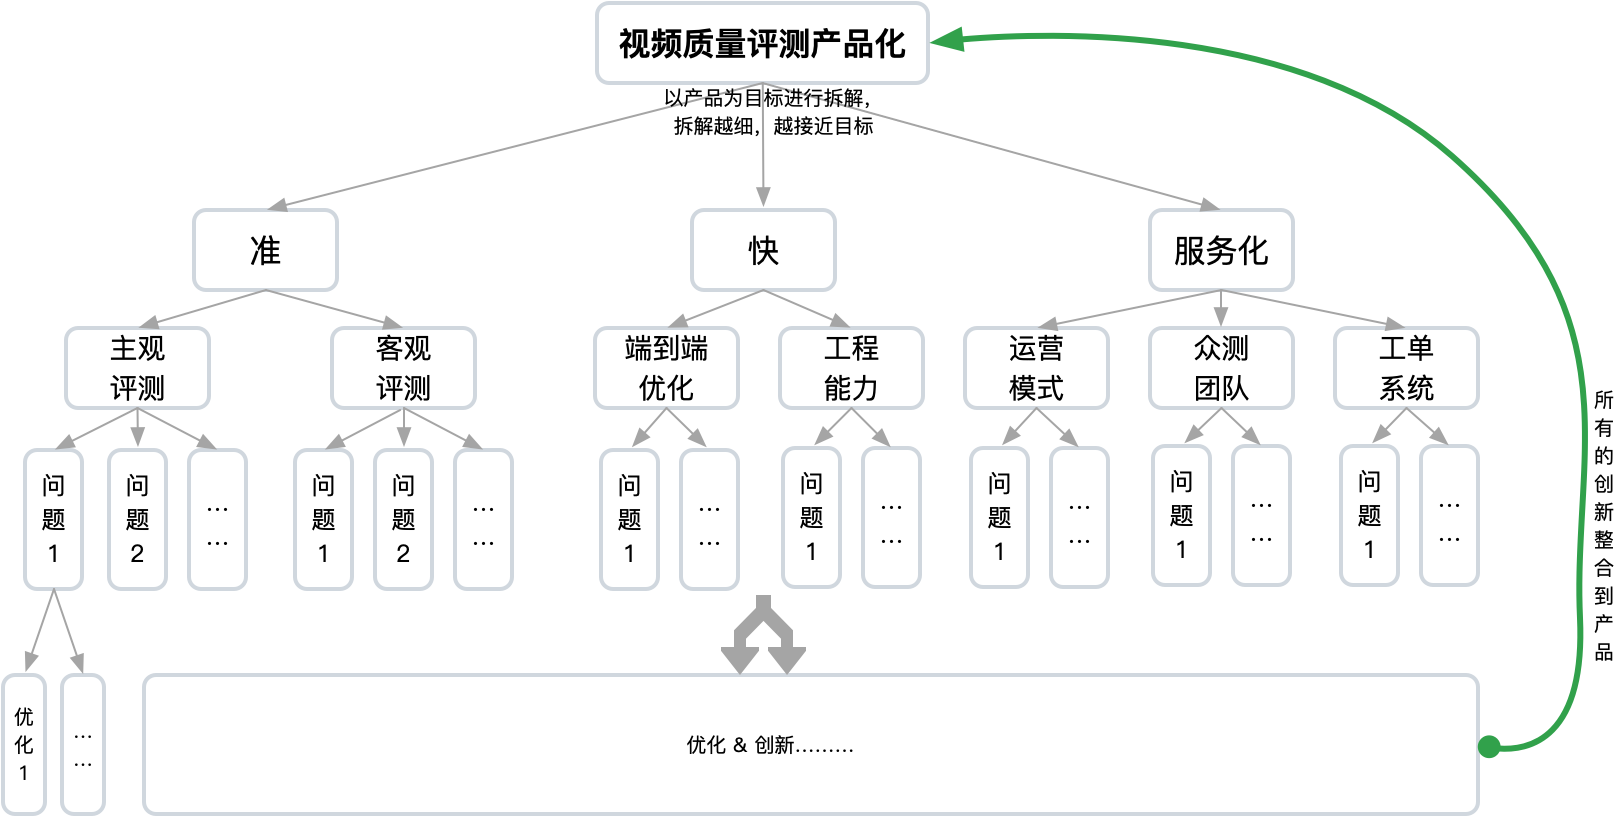 视频质量评测产品化
以产品为目标进行拆解，
拆解越细，越接近目标
准
快
服务化
主观
评测
客观
评测
端到端
优化
工程
能力
运营
模式
众测
团队
工单
系统
问
题
1
问
题
2
…
…
问
题
1
问
题
2
…
…
问
题
1
…
…
问
题
1
…
…
问
题
1
…
…
问
题
1
…
…
问
题
1
…
…
优
化
1
…
…
优化 & 创新………
所
有
的
创
新
整
合
到
产
品